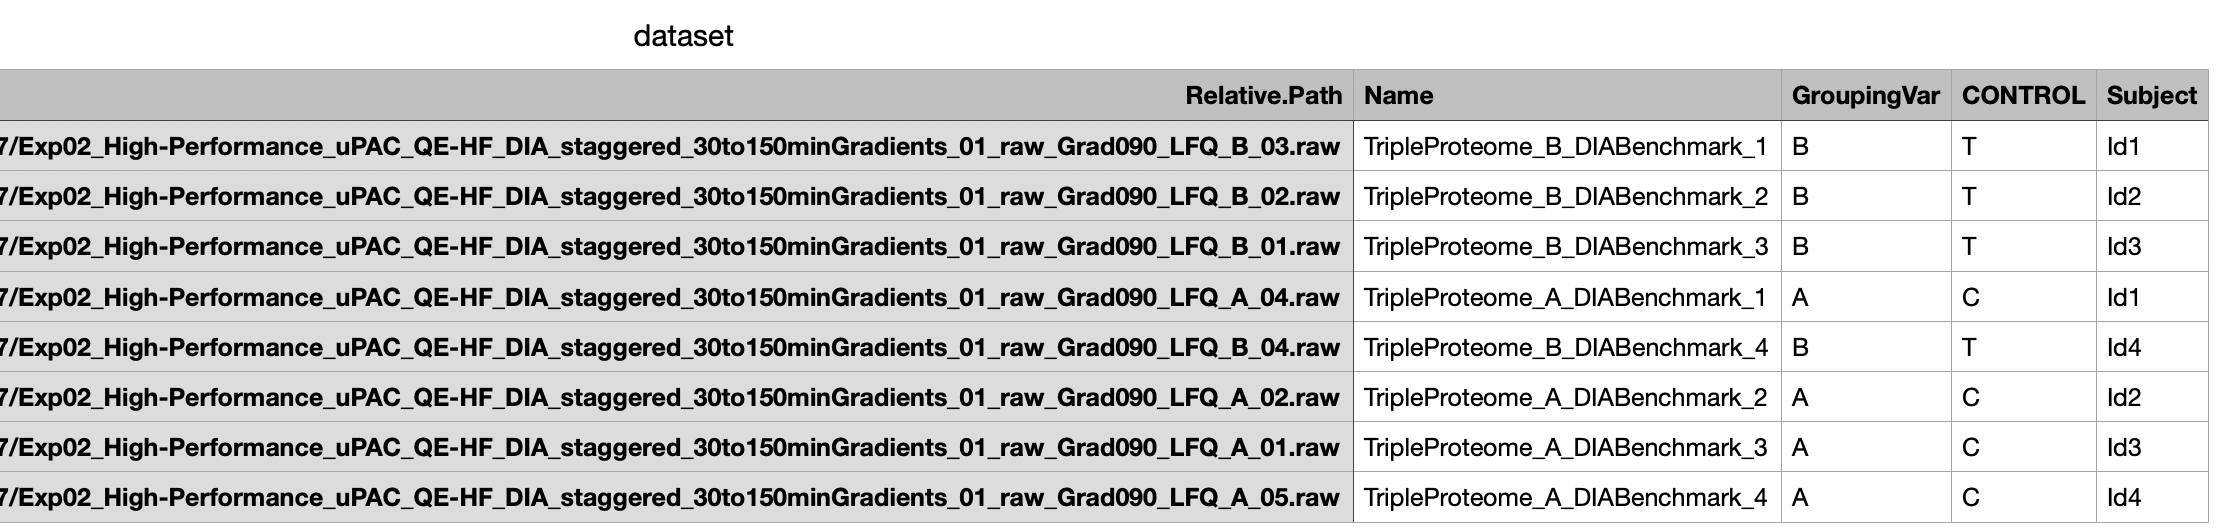 dataset
Relative.Path Name GroupingVar CONTROL Subject
7/Exp02_High-Performance_uPAC_QE-HF_DIA_staggered_30to150minGradients_01_raw_Grad090_LFQ_B_03.raw TripleProteome_B_DIABenchmark_1 B T Id1
7/Exp02_High-Performance_uPAC_QE-HF_DIA_staggered_30to150minGradients_01_raw_Grad090_LFQ_B_02.raw TripleProteome_B_DIABenchmark_2 B T Id2
7/Exp02_High-Performance_uPAC_QE-HF_DIA_staggered_30to150minGradients_01_raw_Grad090_LFQ_B_01.raw TripleProteome_B_DIABenchmark_3 B T Id3
7/Exp02_High-Performance_uPAC_QE-HF_DIA_staggered_30to150minGradients_01_raw_Grad090_LFQ_A_04.raw TripleProteome_A_DIABenchmark_1 A C Id1
7/Exp02_High-Performance_uPAC_QE-HF_DIA_staggered_30to150minGradients_01_raw_Grad090_LFQ_B_04.raw TripleProteome_B_DIABenchmark_4 B T Id4
7/Exp02_High-Performance_uPAC_QE-HF_DIA_staggered_30to150minGradients_01_raw_Grad090_LFQ_A_02.raw TripleProteome_A_DIABenchmark_2 A C Id2
7/Exp02_High-Performance_uPAC_QE-HF_DIA_staggered_30to150minGradients_01_raw_Grad090_LFQ_A_01.raw TripleProteome_A_DIABenchmark_3 A C Id3
7/Exp02_High-Performance_uPAC_QE-HF_DIA_staggered_30to150minGradients_01_raw_Grad090_LFQ_A_05.raw TripleProteome_A_DIABenchmark_4 A C Id4